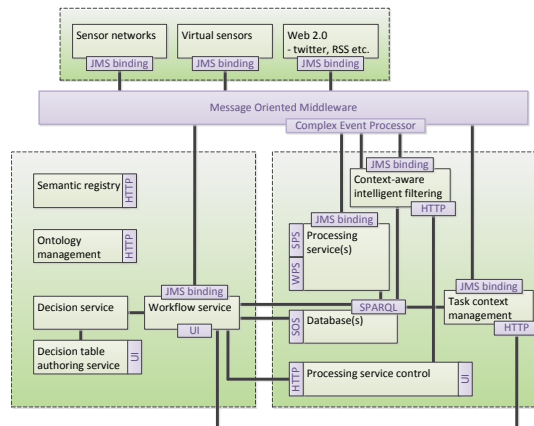 Sensor networks
Virtual sensors
Web 2.0
- twitter, RSS etc.
JMS binding
JMS binding
JMS binding
Message Oriented Middleware
Complex Event Processor
JMS binding
Context-aware
intelligent filtering
HTTP
Semantic registry
HTTP
JMS binding
SPS
Processing
service(s)
WPS
Ontology
management
HTTP
JMS binding
Workflow service
UI
Decision service
Decision table
authoring service
UI
SPARQL
SOS
Database(s)
JMS binding
Task context
management
HTTP
HTTP
Processing service control
UI